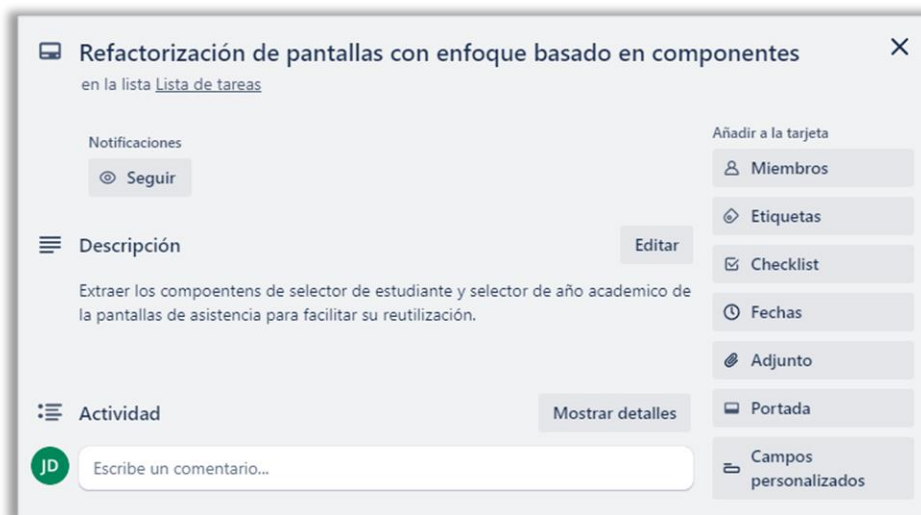 Refactorización de pantallas con enfoque basado en componentes
en la lista Lista de tareas
Notificaciones
Seguir
Descripción
Editar
Extraer los compoentens de selector de estudiante y selector de año academico de
la pantallas de asistencia para facilitar su reutilización.
Actividad
Mostrar detalles
JD
Escribe un comentario...
Añadir a la tarjeta
Miembros
Etiquetas
Checklist
Fechas
Adjunto
Portada
Campos
personalizados